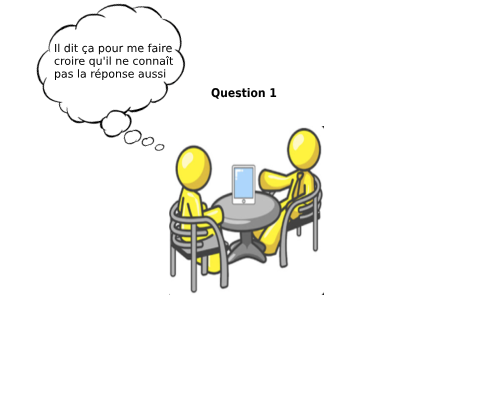 Il dit ça pour me faire
croire qu'il ne connaît
pas la réponse aussi
Question 1